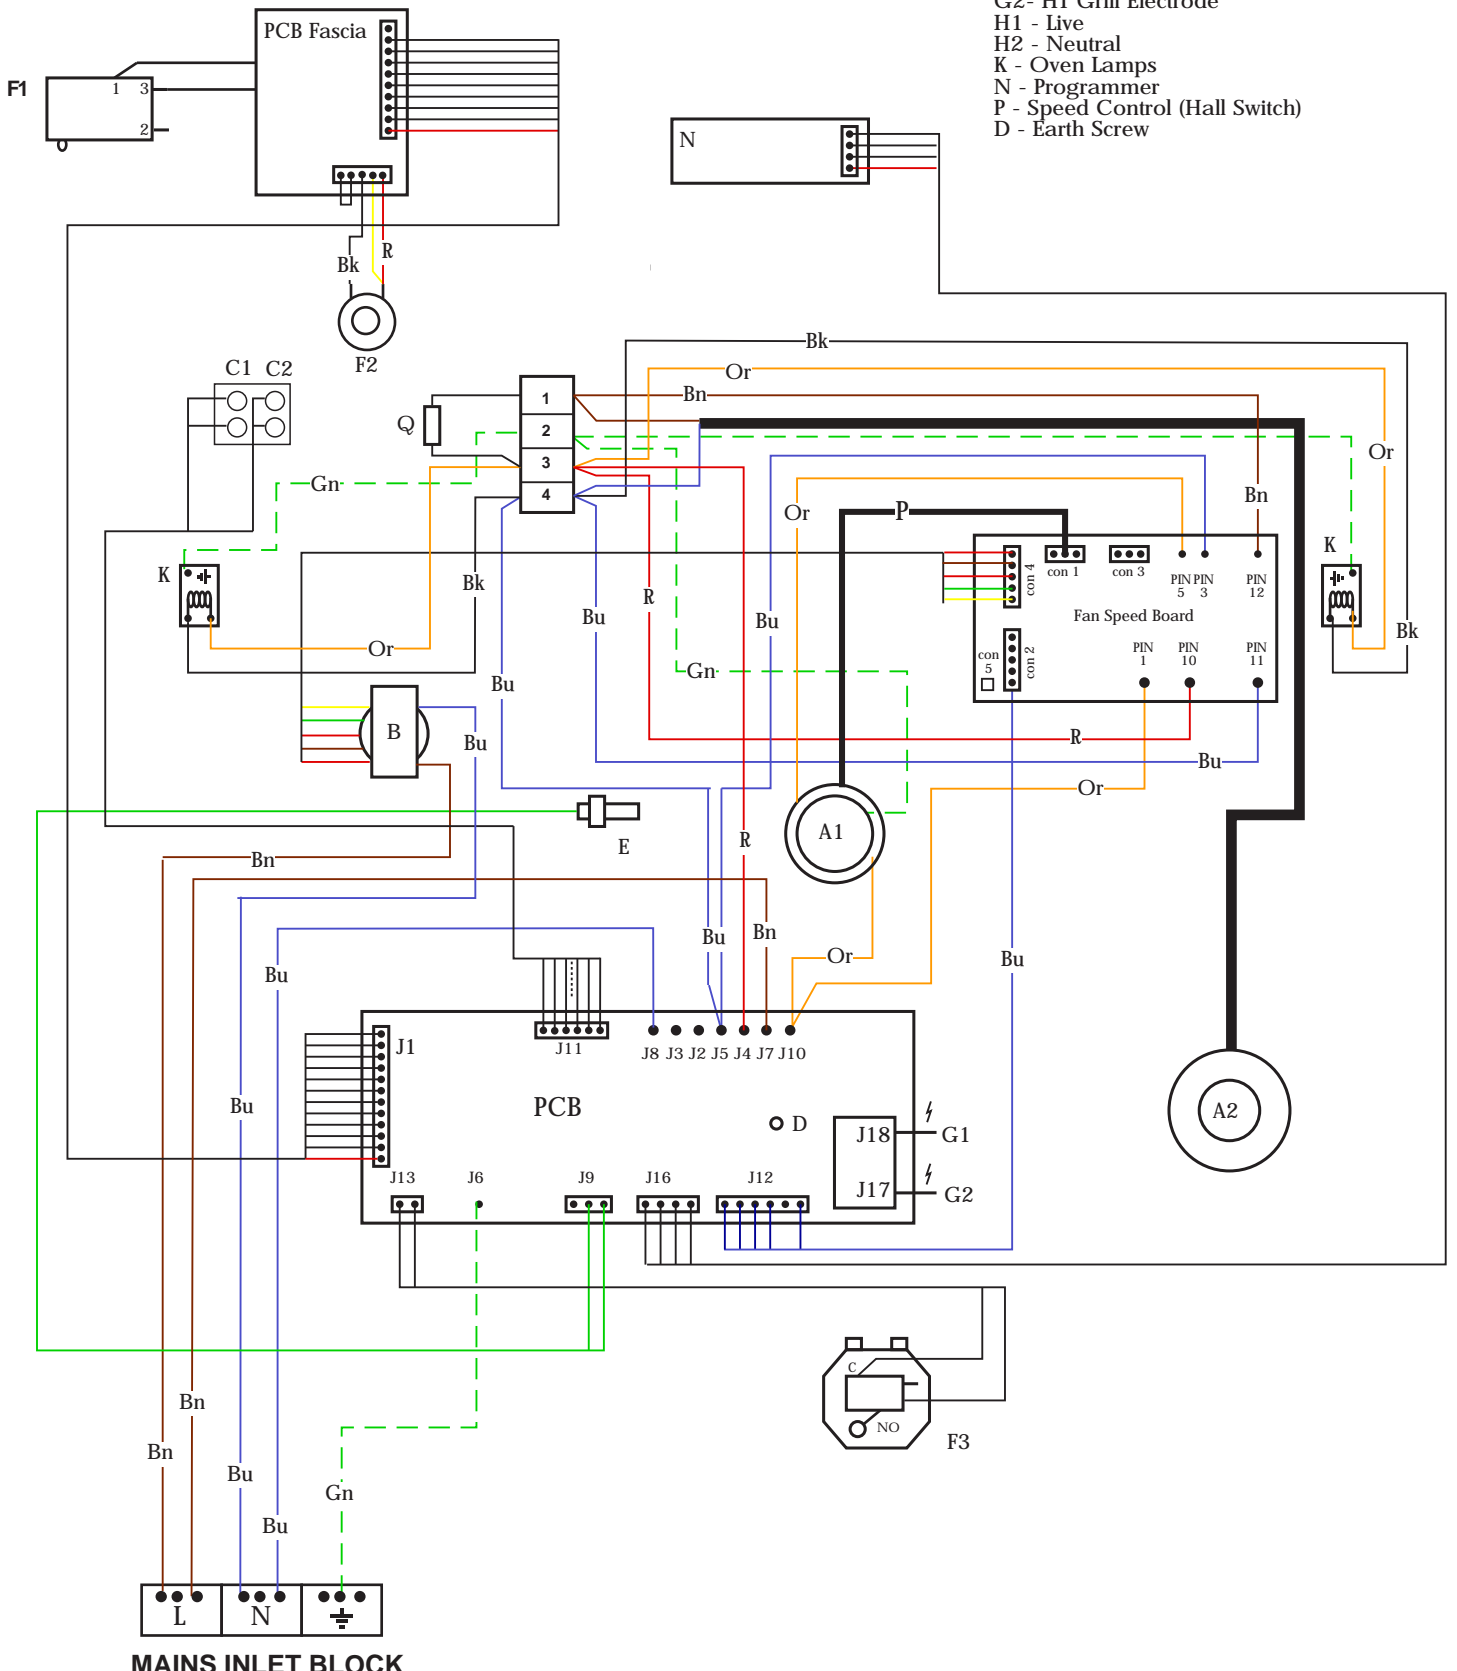 G2- HT Grill Electrode
H1 - Live
H2 - Neutral
K - Oven Lamps
N - Programmer
P - Speed Control (Hall Switch)
D - Earth Screw
PCB Fascia
F1
1
3
2
N
R
Bk
F2
C1 C2
Q
1
2
3
4
Bk
Or
Bn
Or
Gn
Or
P
Bn
K
Bk
R
Bu
Bu
con 4
con 1
con 3
PIN 5
PIN 3
PIN 12
Fan Speed Board
con 5
con 2
PIN 1
PIN 10
PIN 11
K
Bk
Or
Gn
Bu
B
Bu
R
Bu
Or
E
A1
R
Bn
Bu
Bn
Or
Bu
Bu
J1
J11
J8 J3 J2 J5 J4 J7 J10
PCB
D
J18
G1
J17
G2
A2
Bu
J13
J6
J9
J16
J12
C
NO
F3
Bn
Bn
Bu
Gn
Bu
L
N
MAINS INLET BLOCK